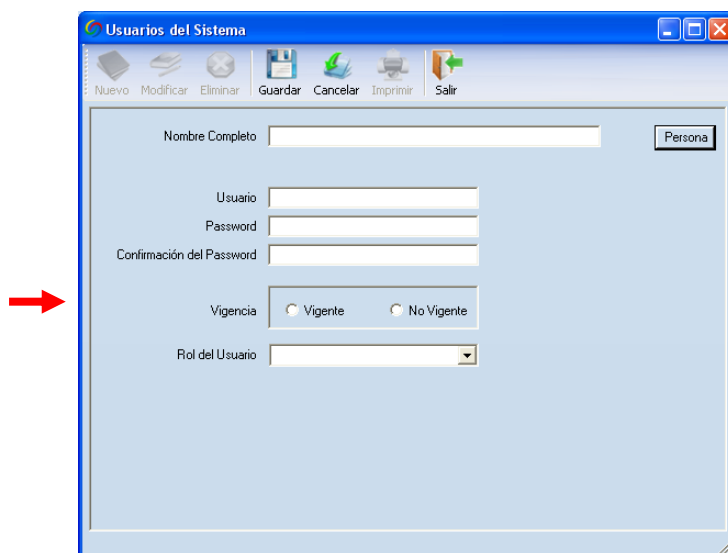 Usuarios del Sistema
Nuevo Modificar Eliminar Guardar Cancelar Imprimir Salir
Nombre Completo Persona
Usuario
Password
Confirmación del Password
Vigencia Vigente No Vigente
Rol del Usuario